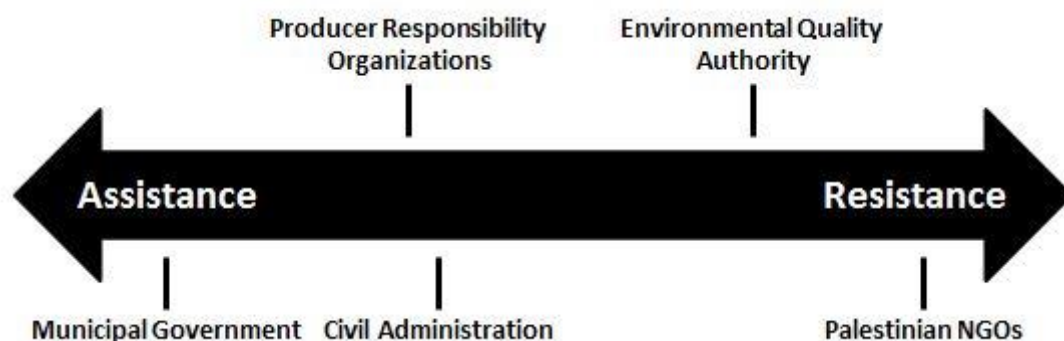 Producer Responsibility
Organizations
Environmental Quality
Authority
Assistance
Resistance
Municipal Government
Civil Administration
Palestinian NGOs